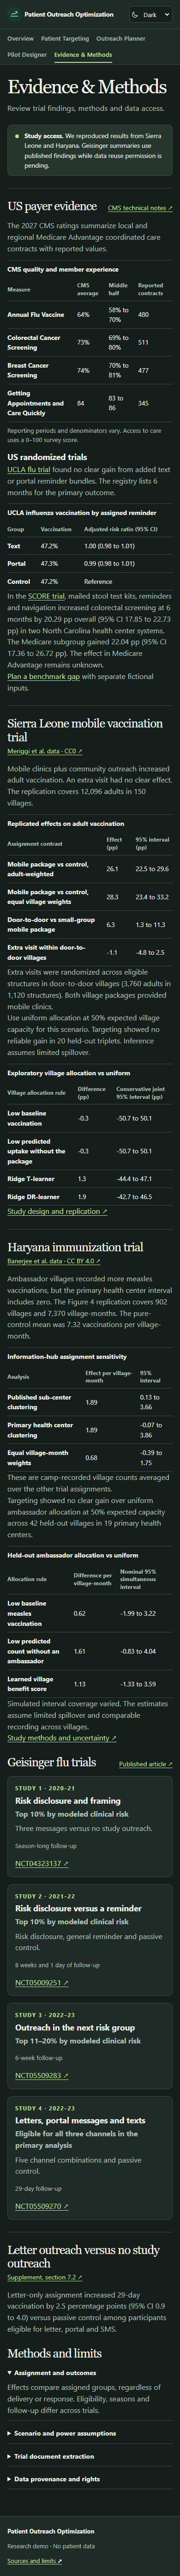 Patient Outreach Optimization
Dark
Overview Patient Targeting Outreach Planner
Pilot Designer Evidence & Methods
Evidence & Methods
Review trial findings, methods and data access.
Study access. We reproduced results from Sierra
Leone and Haryana. Geisinger summaries use
published findings while data reuse permission is
pending.
US payer evidence CMS technical notes ↗
The 2027 CMS ratings summarize local and
regional Medicare Advantage coordinated care
contracts with reported values.
CMS quality and member experience
Measure CMS average Middle half Reported contracts
Annual Flu Vaccine 64% 58% to 70% 480
Colorectal Cancer Screening 73% 69% to 80% 511
Breast Cancer Screening 74% 70% to 81% 477
Getting Appointments and Care Quickly 84 83 to 86 345
Reporting periods and denominators vary. Access to care
uses a 0–100 survey score.
US randomized trials
UCLA flu trial found no clear gain from added text
or portal reminder bundles. The registry lists 6
months for the primary outcome.
UCLA influenza vaccination by assigned reminder
Group Vaccination Adjusted risk ratio (95% CI)
Text 47.2% 1.00 (0.98 to 1.01)
Portal 47.3% 0.99 (0.98 to 1.01)
Control 47.2% Reference
In the SCORE trial, mailed stool test kits, reminders
and navigation increased colorectal screening at 6
months by 20.29 pp overall (95% CI 17.85 to 22.73
pp) in two North Carolina health center systems.
The Medicare subgroup gained 22.04 pp (95% CI
17.36 to 26.72 pp). The effect in Medicare
Advantage remains unknown.
Plan a benchmark gap with separate fictional
inputs.
Sierra Leone mobile vaccination
trial
Meriggi et al. data · CC0 ↗
Mobile clinics plus community outreach increased
adult vaccination. An extra visit had no clear effect.
The replication covers 12,096 adults in 150
villages.
Replicated effects on adult vaccination
Assignment contrast Effect (pp) 95% interval (pp)
Mobile package vs control, adult-weighted 26.1 22.5 to 29.6
Mobile package vs control, equal village weights 28.3 23.4 to 33.2
Door-to-door vs small-group mobile package 6.3 1.3 to 11.3
Extra visit within door-to-door villages -1.1 -4.8 to 2.5
Extra visits were randomized across eligible
structures in door-to-door villages (3,760 adults in
1,120 structures). Both village packages provided
mobile clinics.
Use uniform allocation at 50% expected village
capacity for this scenario. Targeting showed no
reliable gain in 20 held-out triplets. Inference
assumes limited spillover.
Exploratory village allocation vs uniform
Village allocation rule Difference (pp) Conservative joint 95% interval (pp)
Low baseline vaccination -0.3 -50.7 to 50.1
Low predicted uptake without the package -0.3 -50.7 to 50.1
Ridge T-learner 1.3 -44.4 to 47.1
Ridge DR-learner 1.9 -42.7 to 46.5
Study design and replication ↗
Haryana immunization trial
Banerjee et al. data · CC BY 4.0 ↗
Ambassador villages recorded more measles
vaccinations, but the primary health center interval
includes zero. The Figure 4 replication covers 902
villages and 7,370 village-months. The pure-
control mean was 7.32 vaccinations per village-
month.
Information-hub assignment sensitivity
Analysis Effect per village-month 95% interval
Published sub-center clustering 1.89 0.13 to 3.66
Primary health center clustering 1.89 -0.07 to 3.86
Equal village-month weights 0.68 -0.39 to 1.75
These are camp-recorded village counts averaged
over the other trial assignments.
Targeting showed no clear gain over uniform
ambassador allocation at 50% expected capacity
across 42 held-out villages in 19 primary health
centers.
Held-out ambassador allocation vs uniform
Allocation rule Difference per village-month Nominal 95% simultaneous interval
Low baseline measles vaccination 0.62 -1.99 to 3.22
Low predicted count without an ambassador 1.61 -0.83 to 4.04
Learned village benefit score 1.13 -1.33 to 3.59
Simulated interval coverage varied. The estimates
assume limited spillover and comparable
recording across villages.
Study methods and uncertainty ↗
Geisinger flu trials Published article ↗
STUDY 1 · 2020–21
Risk disclosure and framing
Top 10% by modeled clinical risk
Three messages versus no study outreach.
Season-long follow-up
NCT04323137 ↗
STUDY 2 · 2021–22
Risk disclosure versus a reminder
Top 10% by modeled clinical risk
Risk disclosure, general reminder and passive
control.
8 weeks and 1 day of follow-up
NCT05009251 ↗
STUDY 3 · 2022–23
Outreach in the next risk group
Top 11–20% by modeled clinical risk
6-week follow-up
NCT05509283 ↗
STUDY 4 · 2022–23
Letters, portal messages and texts
Eligible for all three channels in the
primary analysis
Five channel combinations and passive
control.
29-day follow-up
NCT05509270 ↗
Letter outreach versus no study
outreach
Supplement, section 7.2 ↗
Letter-only assignment increased 29-day
vaccination by 2.5 percentage points (95% CI 0.9
to 4.0) versus passive control among participants
eligible for letter, portal and SMS.
Methods and limits
▼ Assignment and outcomes
Effects compare assigned groups, regardless of
delivery or response. Eligibility, seasons and
follow-up differ across trials.
▶ Scenario and power assumptions
▶ Trial document extraction
▶ Data provenance and rights
Patient Outreach Optimization
Research demo · No patient data
Sources and limits ↗